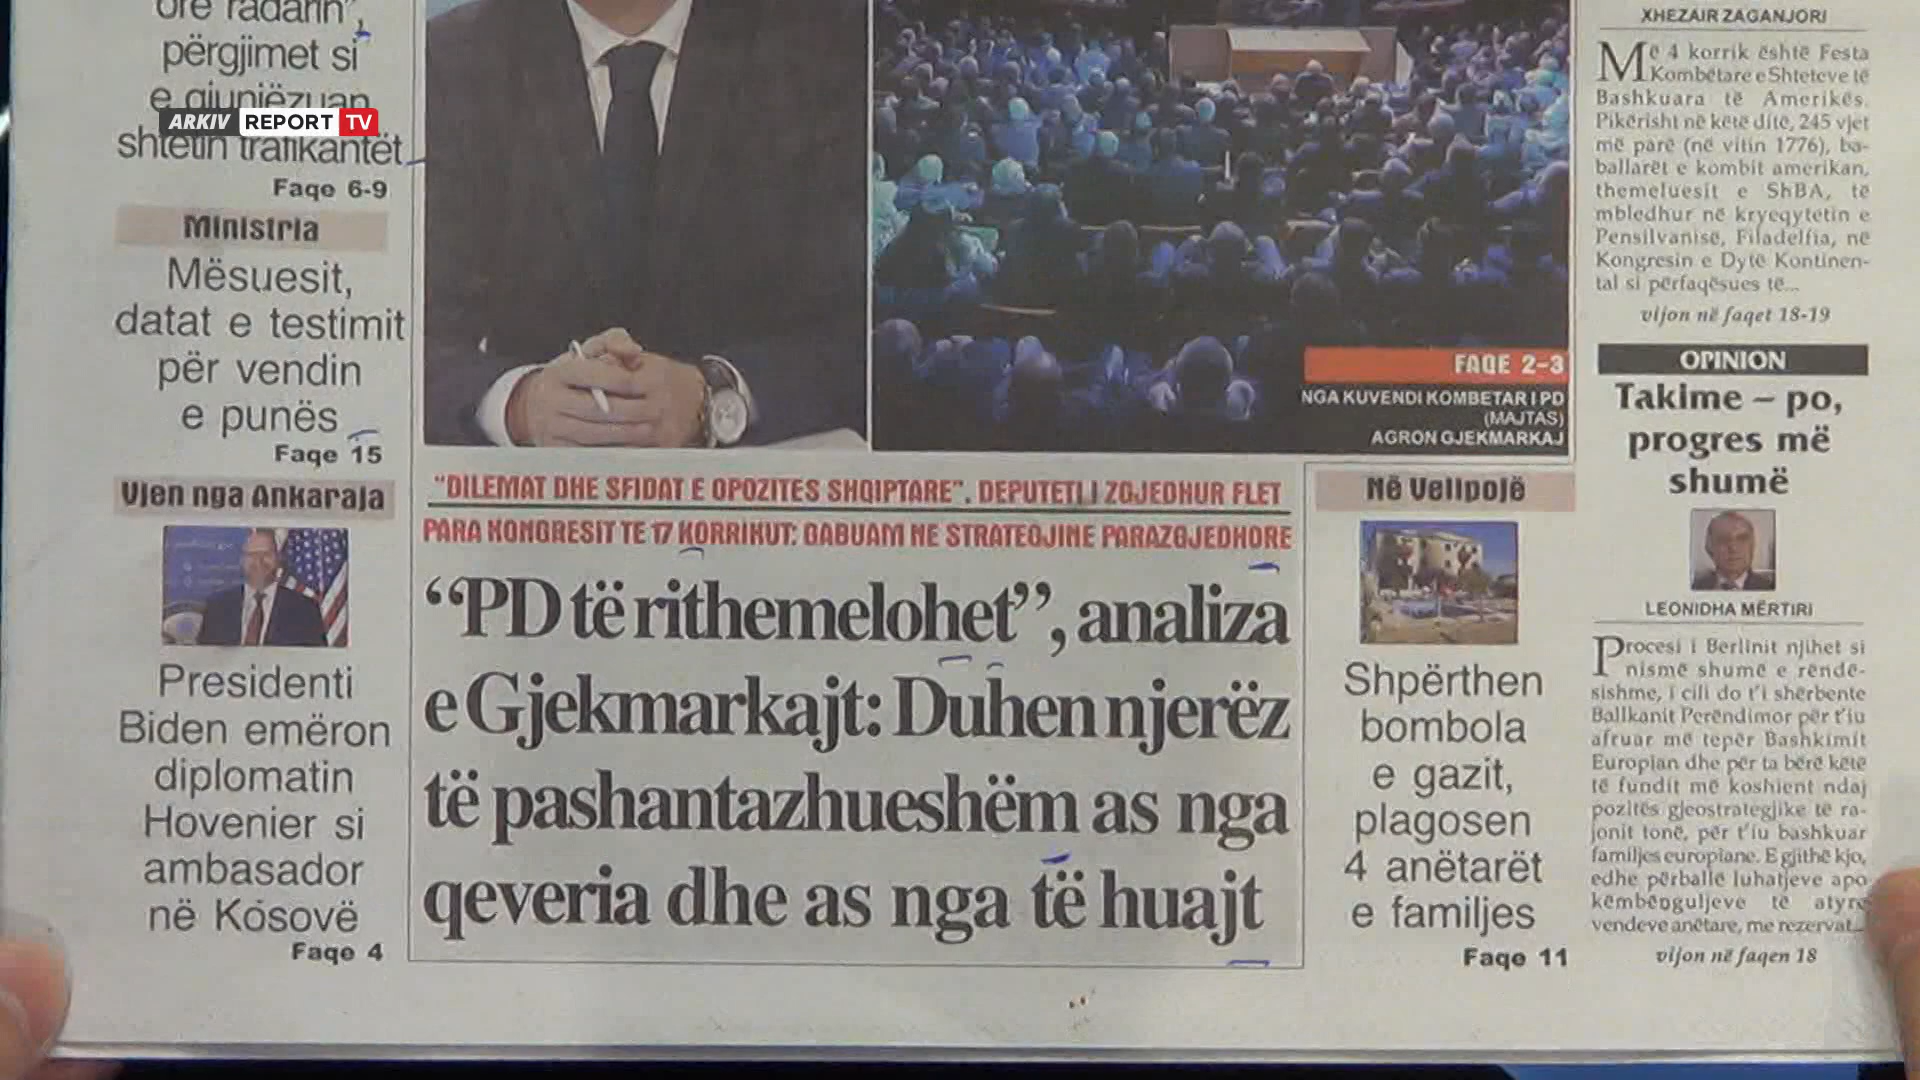 ore radarin",
përgjimet si
e gjunjëzuan
shtetin trafikantët
Faqe 6-9
ARKIV REPORT TV
Ministria
Mësuesit,
datat e testimit
për vendin
e punës
Faqe 15
Vjen nga Ankaraja
Presidenti
Biden emëron
diplomatin
Hovenier si
ambasador
në Kosovë
Faqe 4
FAQE 2-3
NGA KUVENDI KOMBETAR I PD
(MAJTAS)
AGRON GJEKMARKAJ
"DILEMAT DHE SFIDAT E OPOZITES SHQIPTARE", DEPUTETI I ZGJEDHUR FLET
PARA KONGRESIT TE 17 KORRIKUT: GABUAM NE STRATEGJINE PARAZGJEDHORE
“PD të rithemelohet”, analiza
e Gjekmarkajt: Duhen njerëz
të pashantazhueshëm as nga
qeveria dhe as nga të huajt
Në Velipojë
Shpërthen
bombola
e gazit,
plagosen
4 anëtarët
e familjes
Faqe 11
XHEZAIR ZAGANJORI
Më 4 korrik është Festa
Kombëtare e Shteteve të
Bashkuara të Amerikës.
Pikërisht në këtë ditë, 245 vjet
më parë (në vitin 1776), ba-
ballarët e kombit amerikan,
themeluesit e ShBA, të
mbledhur në kryeqytetin e
Pensilvanisë, Filadelfia, në
Kongresin e Dytë Kontinen-
tal si përfaqësues të...
vijon në faqet 18-19
OPINION
Takime – po,
progres më
shumë
LEONIDHA MËRTIRI
Procesi i Berlinit njihet si
nismë shumë e rëndë-
sishme, i cili do t'i shërbente
Ballkanit Perëndimor për t'iu
afruar më tepër Bashkimit
Europian dhe për ta bërë këtë
të fundit më koshient ndaj
pozitës gjeostrategjike të ra-
jonit tonë, për t'iu bashkuar
familjes europiane. E gjithë kjo,
edhe përballë luhatjeve apo
këmbënguljeve të atyre
vendeve anëtare, me rezervat...
vijon në faqen 18